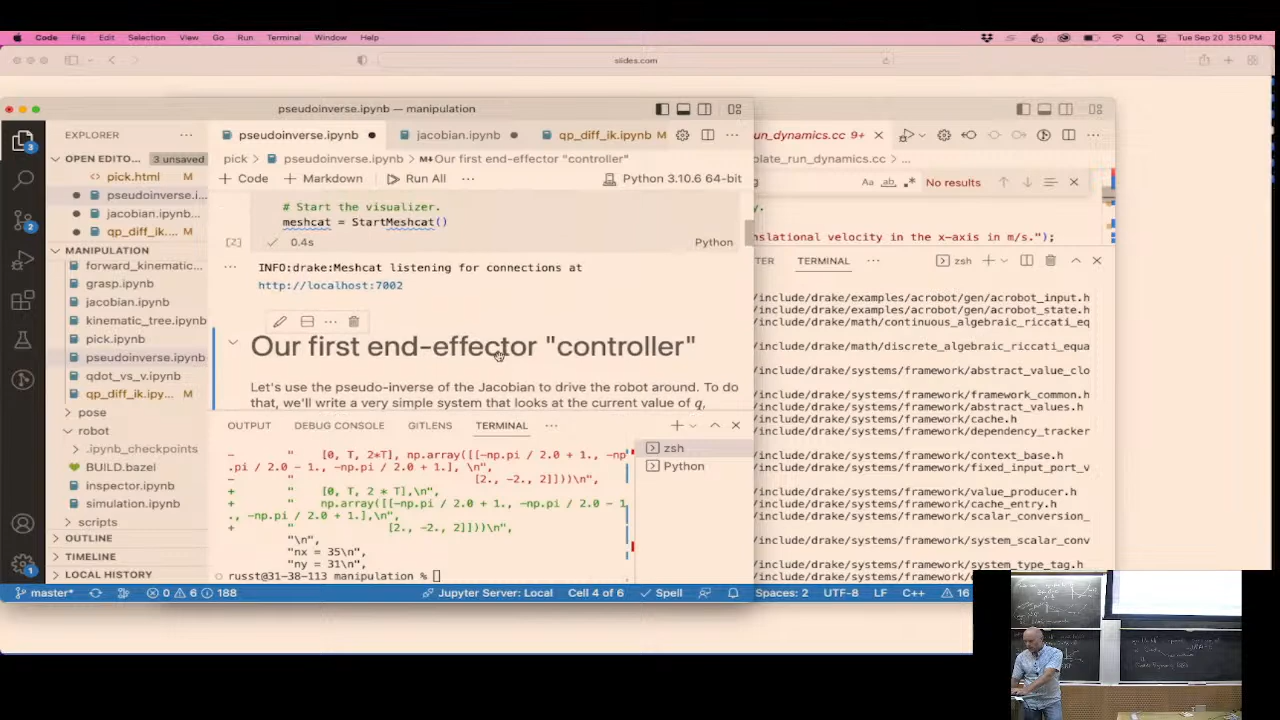 Code File Edit Selection View Go Run Terminal Window Help Tue Sep 20 3:50 PM
slides.com
pseudoinverse.ipynb — manipulation
EXPLORER
pseudoinverse.ipynb jacobian.ipynb qp_diff_ik.ipynb M
un_dynamics.cc 9+
OPEN EDITO... 3 unsaved
pick > pseudoinverse.ipynb > M↓Our first end-effector "controller"
late_run_dynamics.cc > ...
pick.html M
pseudoinverse.i...
jacobian.ipynb...
qp_diff_ik.... M
+ Code + Markdown Run All ... Python 3.10.6 64-bit
g Aa ab .* No results
MANIPULATION
forward_kinematic...
grasp.ipynb
jacobian.ipynb
kinematic_tree.ipynb
pick.ipynb
pseudoinverse.ipynb
qdot_vs_v.ipynb
qp_diff_ik.ipy... M
pose
robot
.ipynb_checkpoints
BUILD.bazel
inspector.ipynb
simulation.ipynb
scripts
OUTLINE
TIMELINE
LOCAL HISTORY
# Start the visualizer.
meshcat = StartMeshcat()
[2] 0.4s Python
INFO:drake:Meshcat listening for connections at
http://localhost:7002
Our first end-effector "controller"
Let's use the pseudo-inverse of the Jacobian to drive the robot around. To do
that, we'll write a very simple system that looks at the current value of q,
OUTPUT DEBUG CONSOLE GITLENS TERMINAL ...
- " [0, T, 2*T], np.array([[-np.pi / 2.0 + 1., -np
.pi / 2.0 - 1., -np.pi / 2.0 + 1.], \n",
- " [2., -2., 2]]))\n",
+ " [0, T, 2 * T],\n",
+ " np.array([[-np.pi / 2.0 + 1., -np.pi / 2.0 - 1
., -np.pi / 2.0 + 1.],\n",
+ " [2., -2., 2]]))\n",
"\n",
"nx = 35\n",
"ny = 31\n",
russt@31-38-113 manipulation %
zsh
Python
y.
nslational velocity in the x-axis in m/s.");
TER TERMINAL ... zsh
/include/drake/examples/acrobot/gen/acrobot_input.h
/include/drake/examples/acrobot/gen/acrobot_state.h
/include/drake/math/continuous_algebraic_riccati_eq
/include/drake/math/discrete_algebraic_riccati_equa
/include/drake/systems/framework/abstract_value_clo
/include/drake/systems/framework/framework_common.h
/include/drake/systems/framework/abstract_values.h
/include/drake/systems/framework/cache.h
/include/drake/systems/framework/dependency_tracker
/include/drake/systems/framework/context_base.h
/include/drake/systems/framework/fixed_input_port_v
/include/drake/systems/framework/value_producer.h
/include/drake/systems/framework/cache_entry.h
/include/drake/systems/framework/scalar_conversion_
/include/drake/systems/framework/system_scalar_conv
/include/drake/systems/framework/system_type_tag.h
master* 0 6 188 Jupyter Server: Local Cell 4 of 6 Spell
Spaces: 2 UTF-8 LF C++ 16